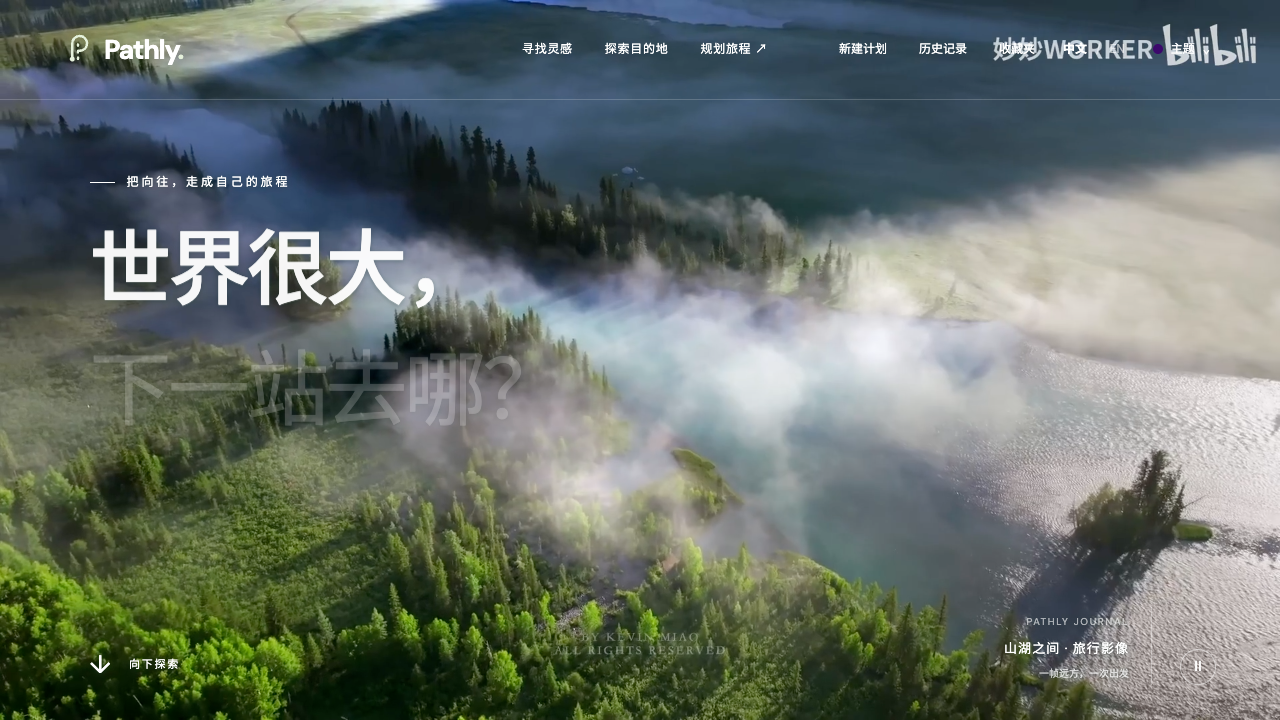 Pathly.
寻找灵感 探索目的地 规划旅程 ↗ 新建计划 历史记录 收藏夹 中文 主题
妙妙WORKER bilibili
把向往，走成自己的旅程
世界很大，
下一站去哪？
BY KEVIN MIAO
ALL RIGHTS RESERVED
PATHLY JOURNAL
山湖之间 · 旅行影像
一帧远方，一次出发
向下探索